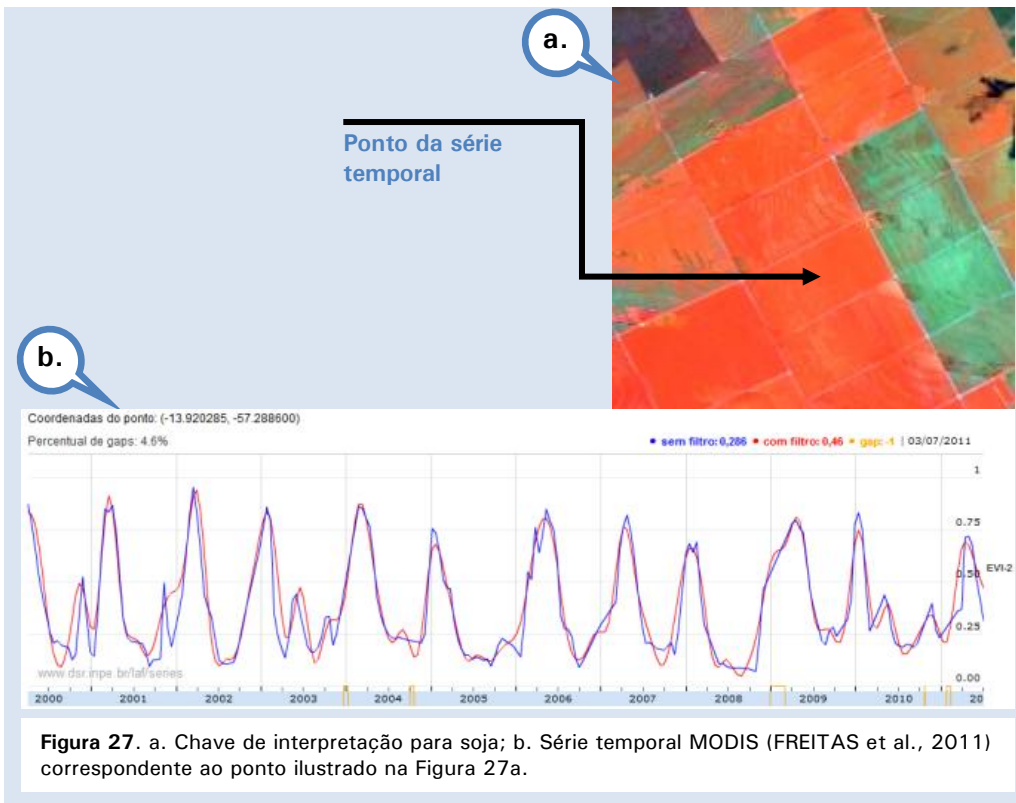 a.
Ponto da série
temporal
b.
Coordenadas do ponto: (-13.920285, -57.288600)
Percentual de gaps: 4.6%
• sem filtro: 0,286 • com filtro: 0,46 • gap: -1 | 03/07/2011
1
0.75
0.50 EVI-2
0.25
0.00
www.dsr.inpe.br/laf/series
2000 2001 2002 2003 2004 2005 2006 2007 2008 2009 2010 20
Figura 27. a. Chave de interpretação para soja; b. Série temporal MODIS (FREITAS et al., 2011)
correspondente ao ponto ilustrado na Figura 27a.